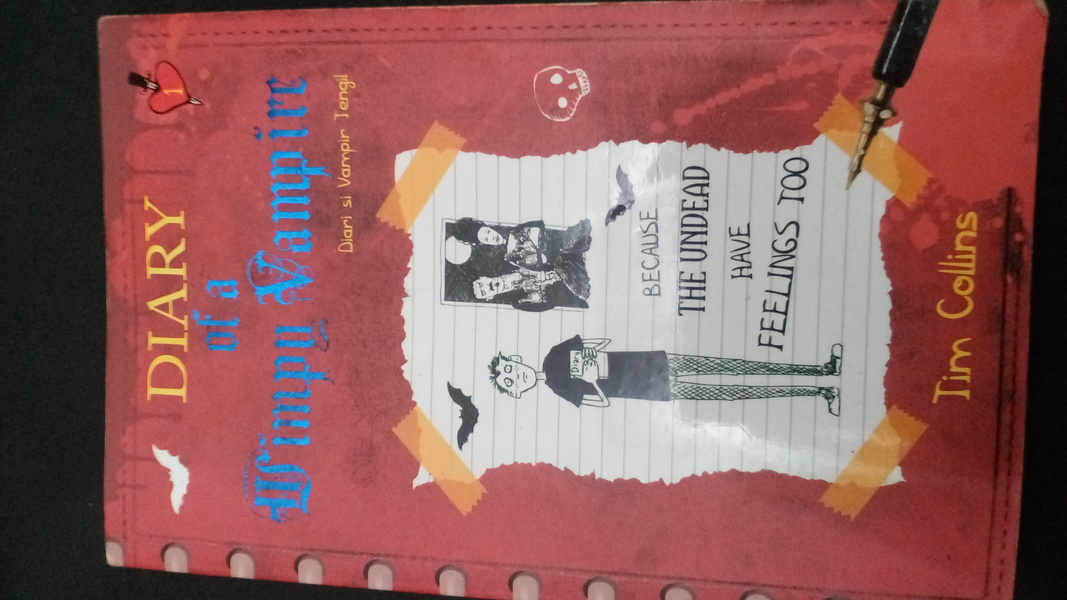 DIARY
1
of a
Wimpy Vampire
Diari si Vampir Tengil
Diary
BECAUSE
THE UNDEAD
HAVE
FEELINGS TOO
Tim Collins